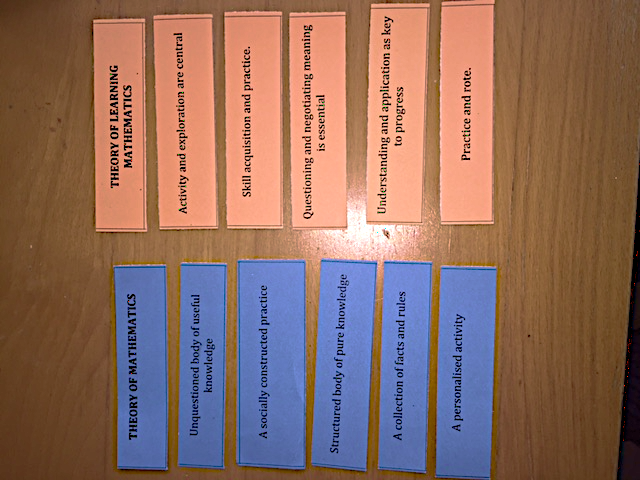 THEORY OF MATHEMATICS
Unquestioned body of useful
knowledge
A socially constructed practice
Structured body of pure knowledge
A collection of facts and rules
A personalised activity
THEORY OF LEARNING
MATHEMATICS
Activity and exploration are central
Skill acquisition and practice.
Questioning and negotiating meaning
is essential
Understanding and application as key
to progress
Practice and rote.